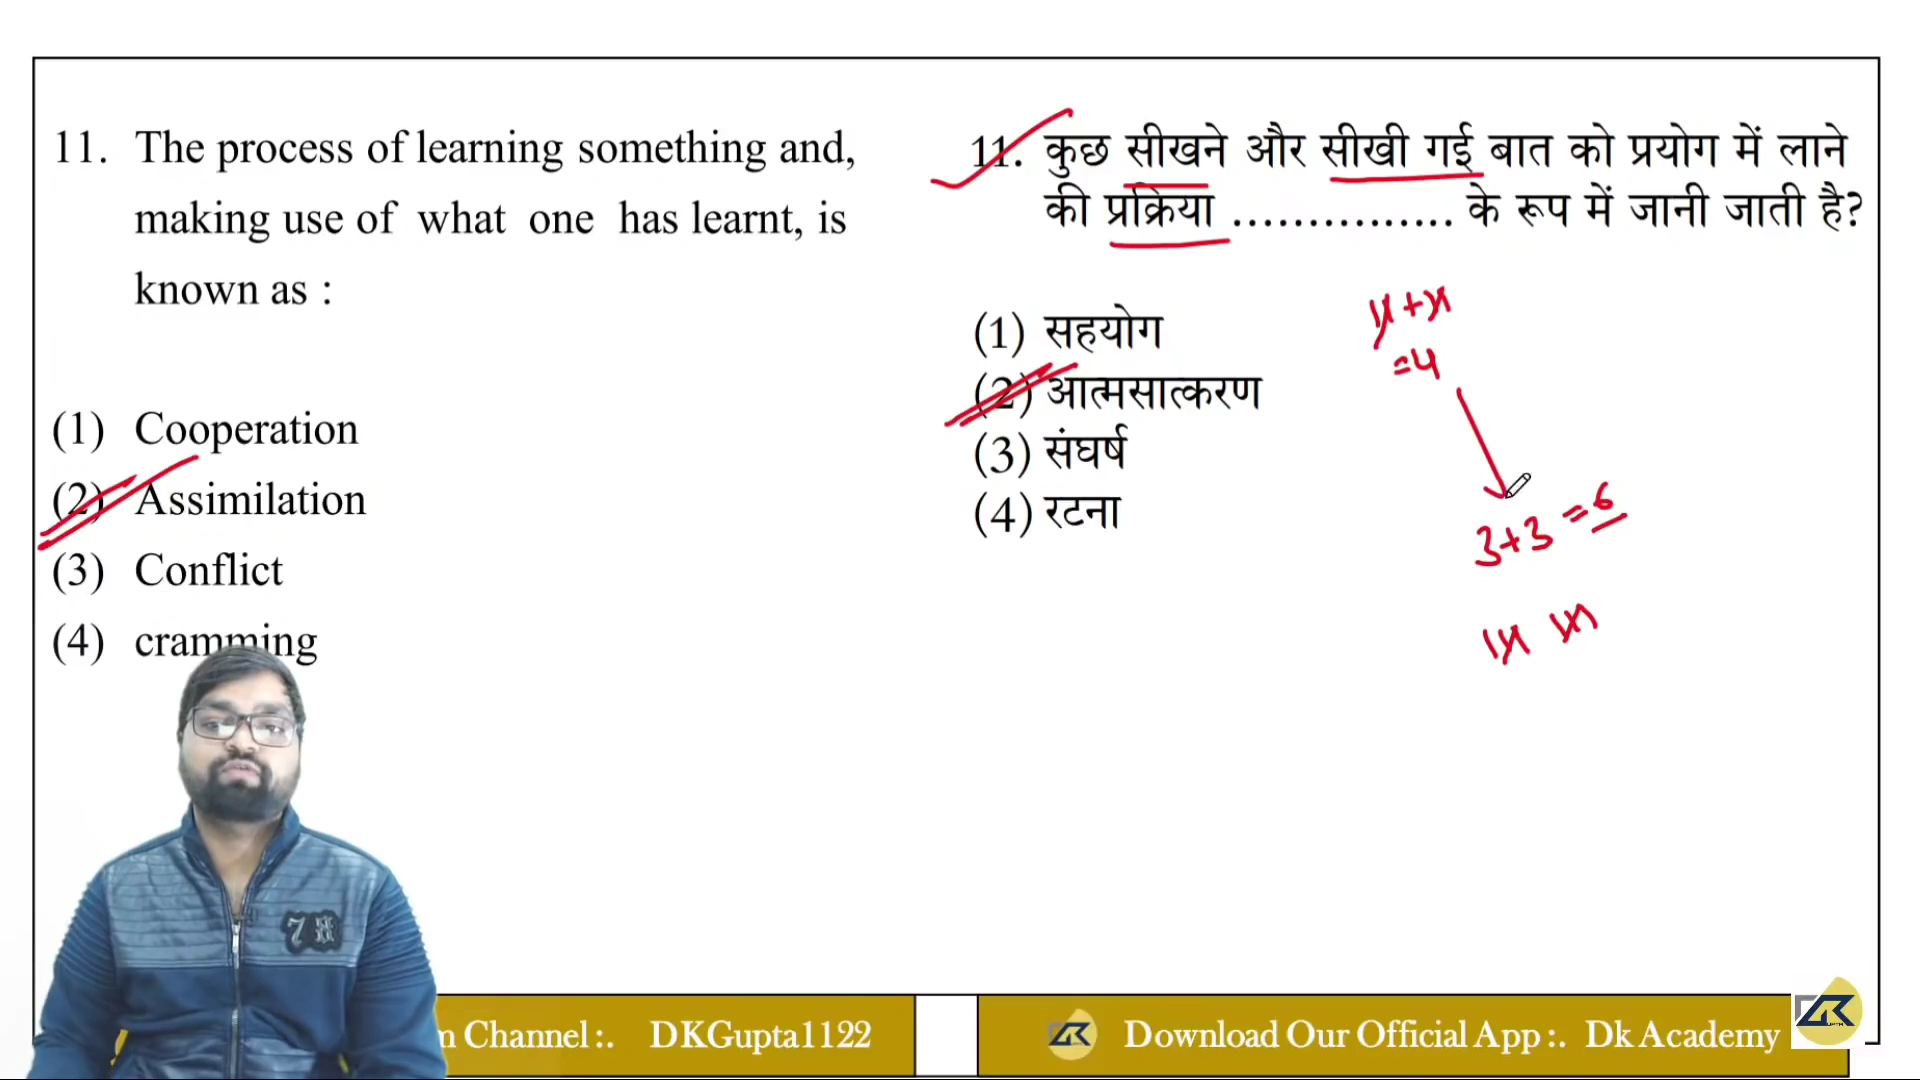 11. The process of learning something and,
making use of what one has learnt, is
known as :
(1) Cooperation
(2) Assimilation
(3) Conflict
(4) cramming
11. कुछ सीखने और सीखी गई बात को प्रयोग में लाने
की प्रक्रिया ............... के रूप में जानी जाती है?
(1) सहयोग
(2) आत्मसात्करण
(3) संघर्ष
(4) रटना
=4
3+3 =6
7
m Channel :. DKGupta1122
Download Our Official App :. Dk Academy